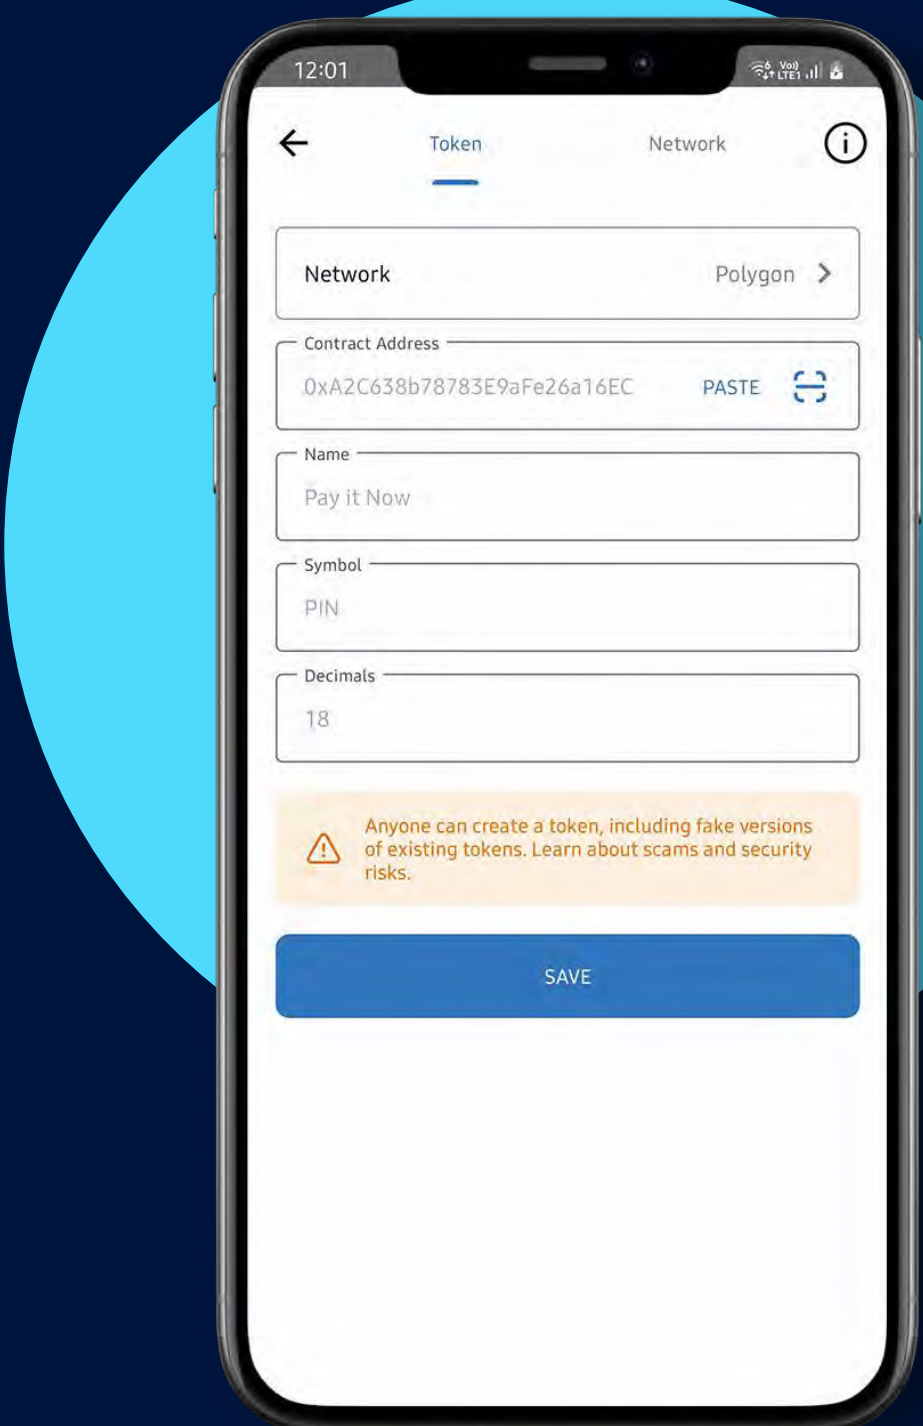 12:01
Token Network
Network Polygon
Contract Address
0xA2C638b78783E9aFe26a16EC PASTE
Name
Pay it Now
Symbol
PIN
Decimals
18
Anyone can create a token, including fake versions
of existing tokens. Learn about scams and security
risks.
SAVE